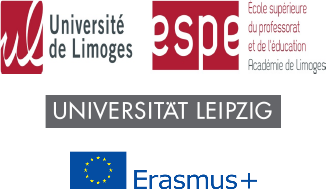 ul
Université
de Limoges
espe
École supérieure
du professorat
et de l'éducation
Académie de Limoges
UNIVERSITÄT LEIPZIG
Erasmus+